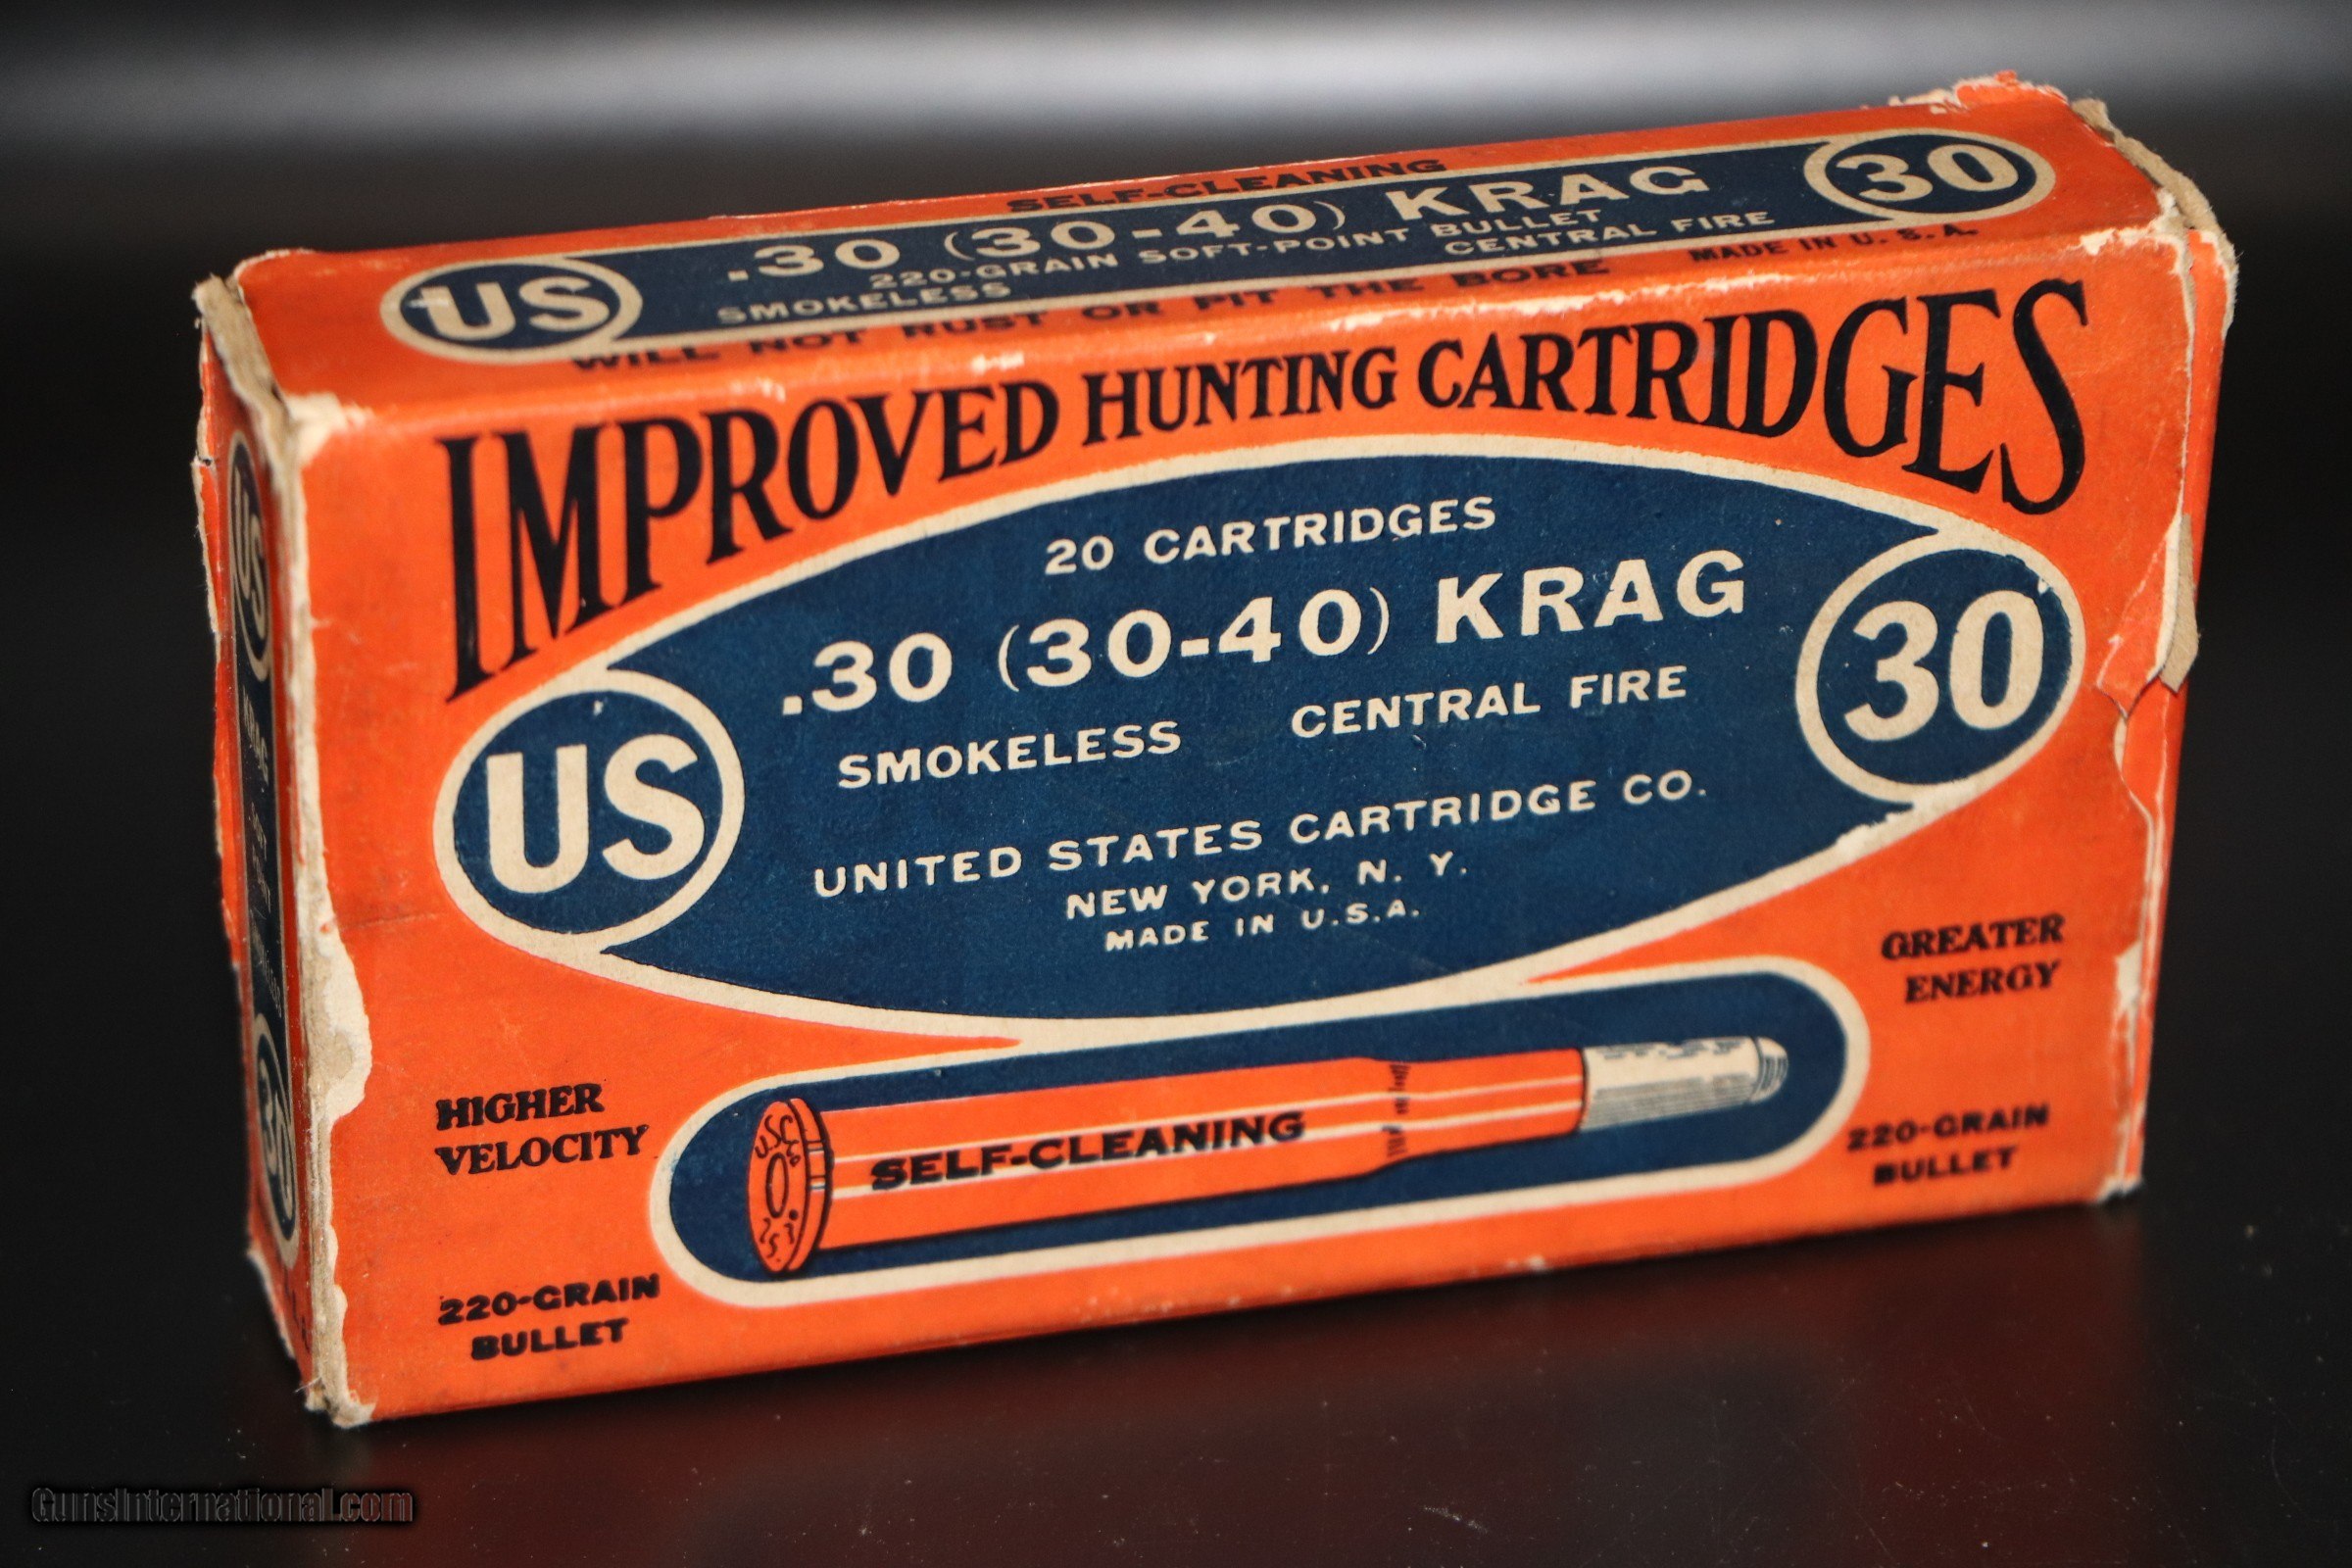 SELF-CLEANING
US .30 (30-40) KRAG 30
220-GRAIN SOFT-POINT BULLET
SMOKELESS CENTRAL FIRE
WILL NOT RUST OR PIT THE BORE MADE IN U.S.A.
IMPROVED HUNTING CARTRIDGES
20 CARTRIDGES
.30 (30-40) KRAG
SMOKELESS CENTRAL FIRE
US
30
UNITED STATES CARTRIDGE CO.
NEW YORK, N. Y.
MADE IN U.S.A.
HIGHER
VELOCITY
GREATER
ENERGY
SELF-CLEANING
220-GRAIN
BULLET
220-GRAIN
BULLET
US
KRAG
30
GunsInternational.com